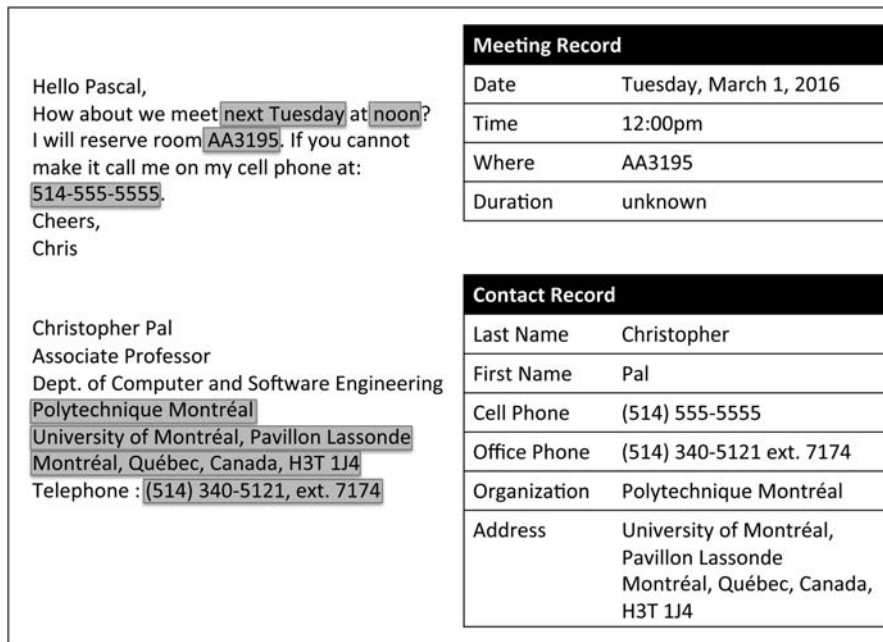 Hello Pascal,
How about we meet next Tuesday at noon?
I will reserve room AA3195. If you cannot
make it call me on my cell phone at:
514-555-5555.
Cheers,
Chris
Christopher Pal
Associate Professor
Dept. of Computer and Software Engineering
Polytechnique Montréal
University of Montréal, Pavillon Lassonde
Montréal, Québec, Canada, H3T 1J4
Telephone : (514) 340-5121, ext. 7174
Meeting Record
Date Tuesday, March 1, 2016
Time 12:00pm
Where AA3195
Duration unknown
Contact Record
Last Name Christopher
First Name Pal
Cell Phone (514) 555-5555
Office Phone (514) 340-5121 ext. 7174
Organization Polytechnique Montréal
Address University of Montréal,
Pavillon Lassonde
Montréal, Québec, Canada,
H3T 1J4